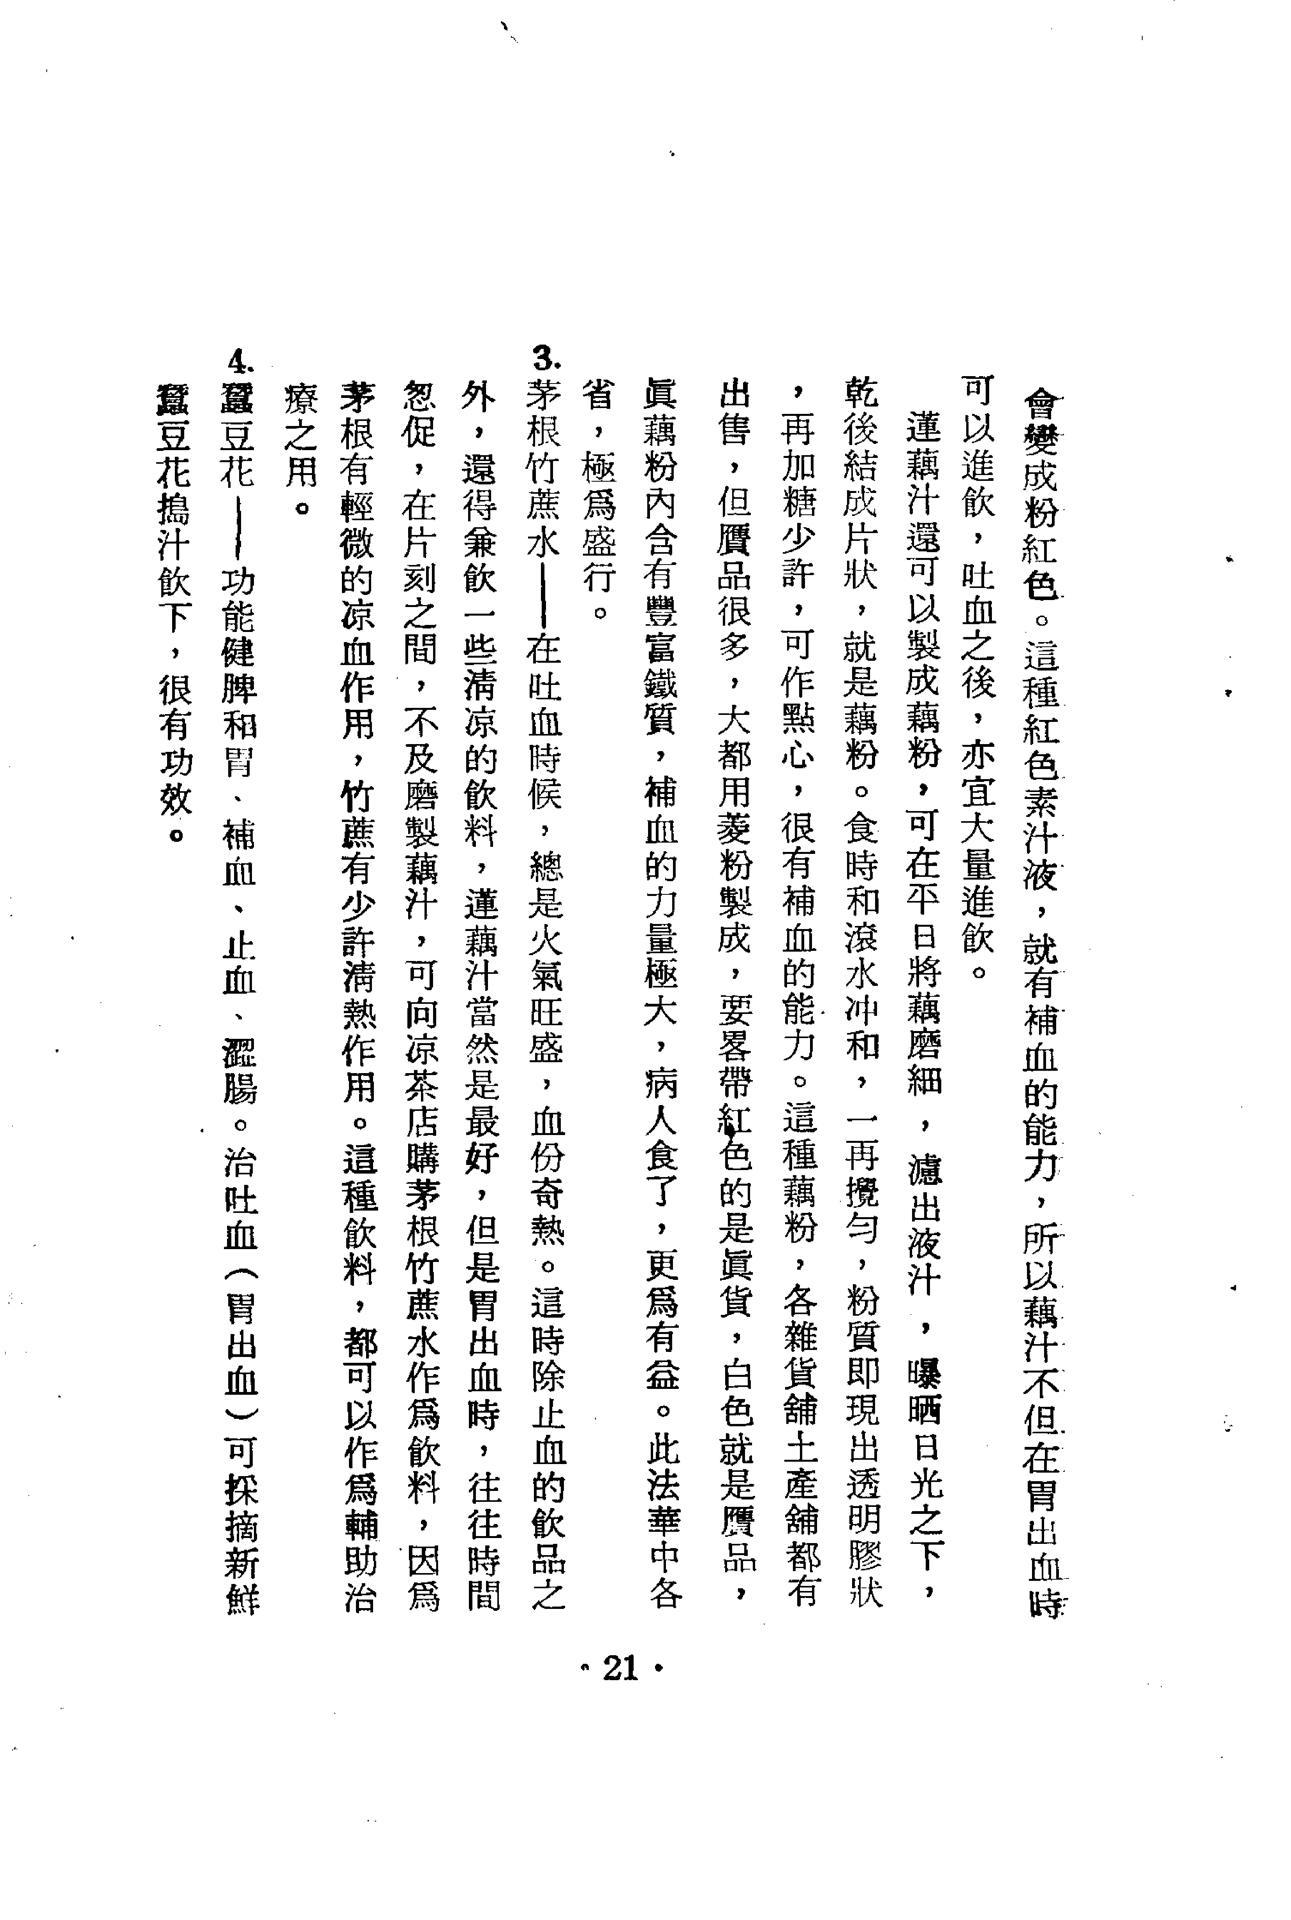 會變成粉紅色。這種紅色素汁液，就有補血的能力，所以藕汁不但在胃出血時
可以進飲，吐血之後，亦宜大量進飲。
蓮藕汁還可以製成藕粉，可在平日將藕磨細，濾出液汁，曝晒日光之下，
乾後結成片狀，就是藕粉。食時和滾水冲和，一再攪匀，粉質即現出透明膠狀
，再加糖少許，可作點心，很有補血的能力。這種藕粉，各雜貨舖土產舖都有
出售，但贋品很多，大都用菱粉製成，要畧帶紅色的是眞貨，白色就是贋品，
眞藕粉內含有豐富鐵質，補血的力量極大，病人食了，更爲有益。此法華中各
省，極爲盛行。
3.茅根竹蔗水——在吐血時候，總是火氣旺盛，血份奇熱。這時除止血的飲品之
外，還得兼飲一些淸凉的飲料，蓮藕汁當然是最好，但是胃出血時，往往時間
怱促，在片刻之間，不及磨製藕汁，可向凉茶店購茅根竹蔗水作爲飲料，因爲
茅根有輕微的凉血作用，竹蔗有少許淸熱作用。這種飲料，都可以作爲輔助治
療之用。
4.蠶豆花——功能健脾和胃、補血、止血、澀腸。治吐血（胃出血）可採摘新鮮
蠶豆花搗汁飲下，很有功效。
·21·